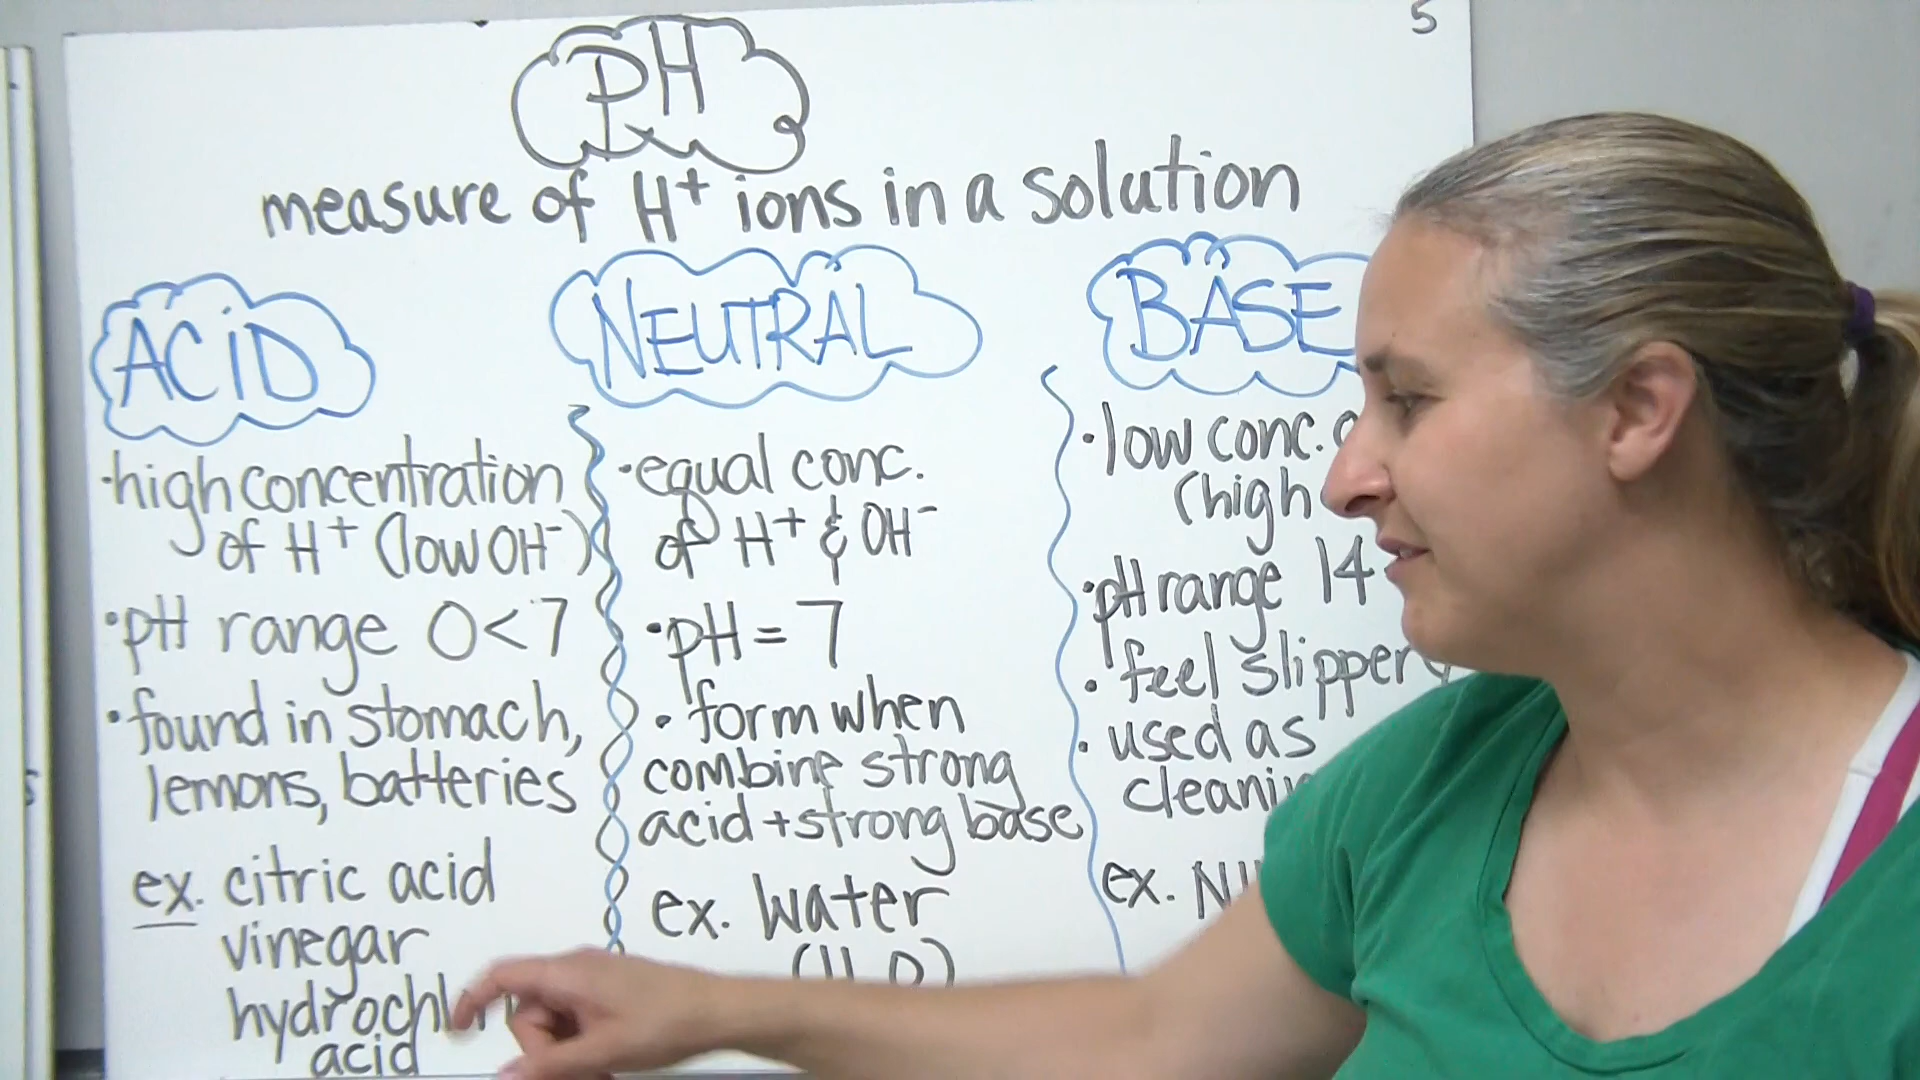 5
pH
measure of H+ ions in a solution
ACiD
•high concentration
of H+ (low OH-)
•pH range 0<7
•found in stomach,
lemons, batteries
ex. citric acid
vinegar
acid
NEUTRAL
•equal conc.
of H+ & OH-
•pH = 7
•form when
combine strong
acid + strong base
ex. water
BASE
•low conc.
(high
•pH range 14
•feel slippery
•used as
ex.